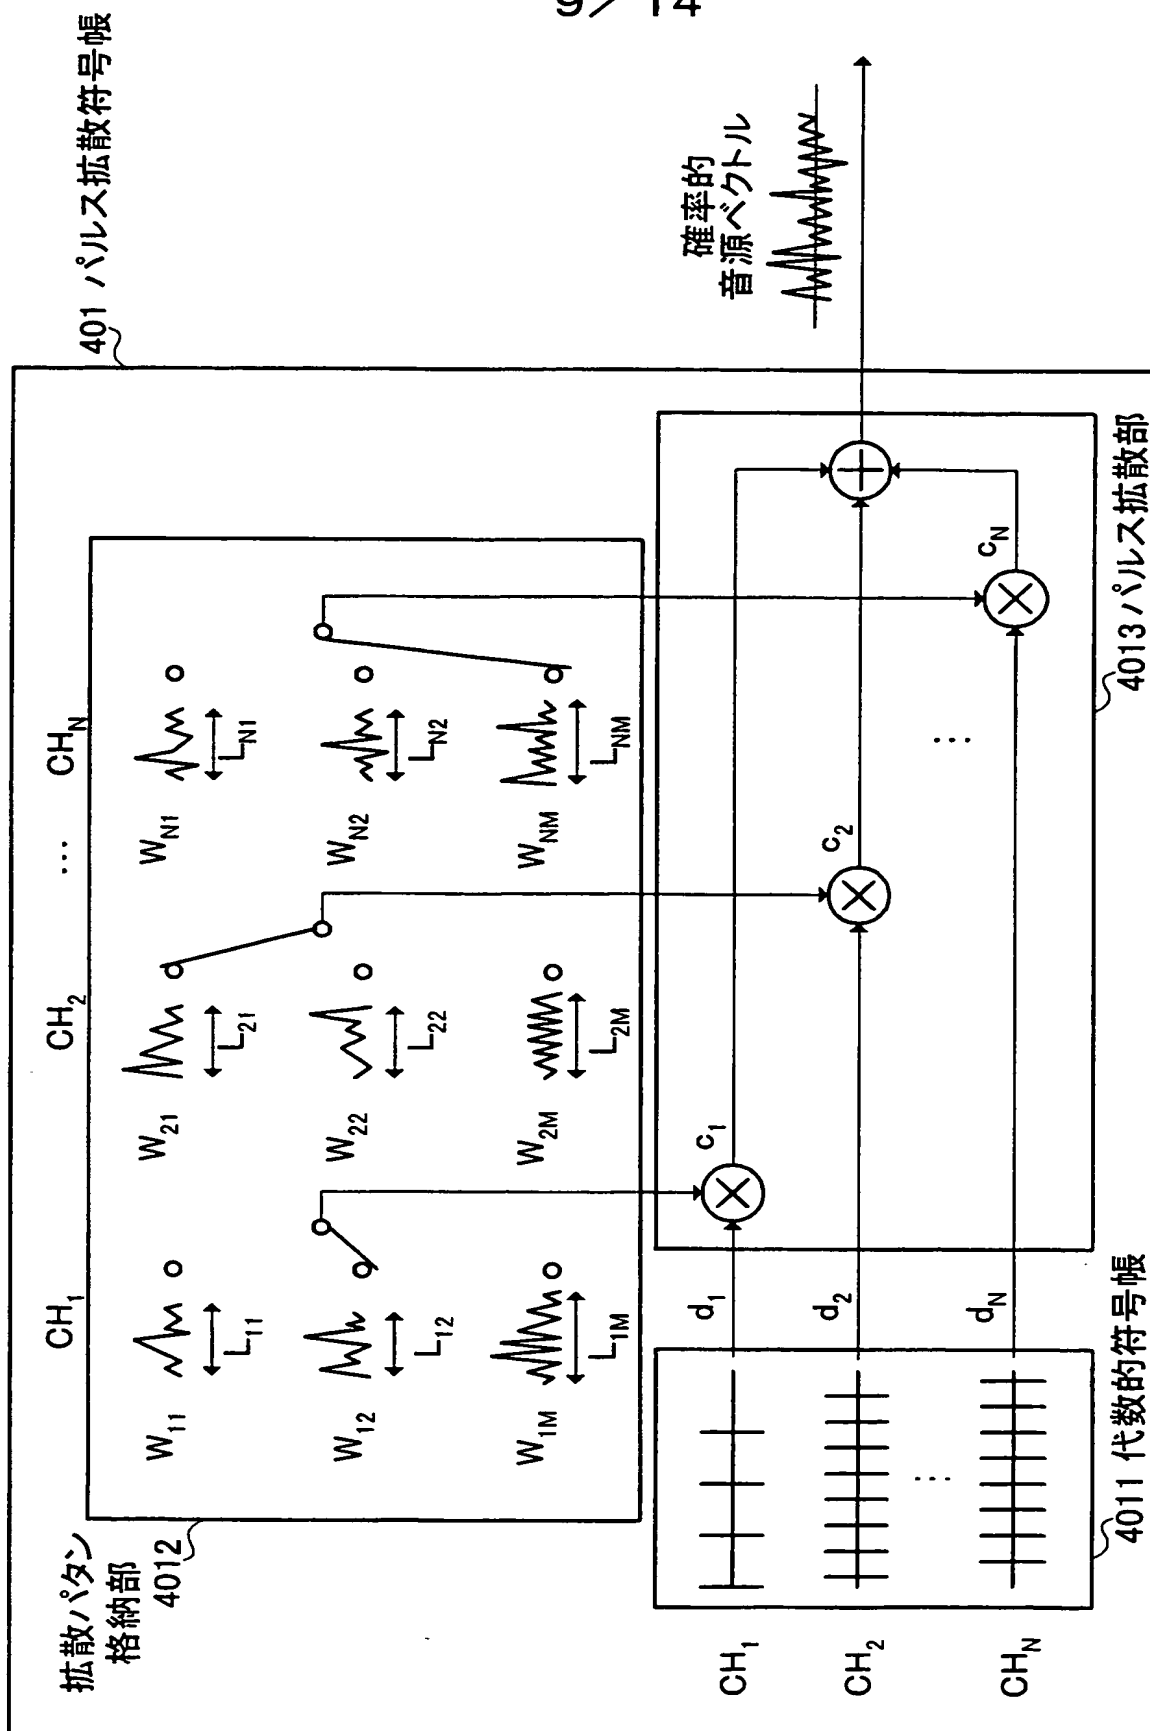 9/14
401 パルス拡散符号帳
拡散パタン
格納部
4012
CH1
CH2
...
CHN
W11
L11
W21
L21
WN1
LN1
W12
L12
W22
L22
WN2
LN2
W1M
L1M
W2M
L2M
WNM
LNM
確率的
音源ベクトル
CH1
d1
c1
CH2
d2
c2
...
...
CHN
dN
cN
4011 代数的符号帳
4013 パルス拡散部